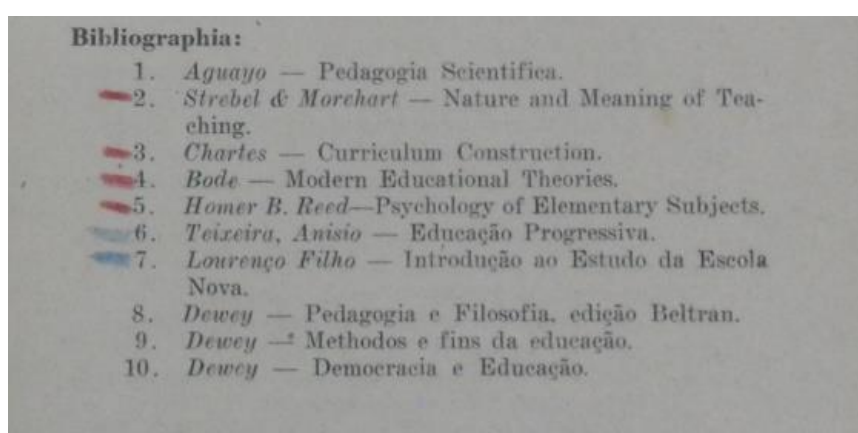 Bibliographia:
1. Aguayo — Pedagogia Scientifica.
2. Strebel & Morchart — Nature and Meaning of Tea-
ching.
3. Chartes — Curriculum Construction.
4. Bode — Modern Educational Theories.
5. Homer B. Reed—Psychology of Elementary Subjects.
6. Teixeira, Anisio — Educação Progressiva.
7. Lourenço Filho — Introdução ao Estudo da Escola
Nova.
8. Dewey — Pedagogia e Filosofia, edição Beltran.
9. Dewey — Methodos e fins da educação.
10. Dewey — Democracia e Educação.